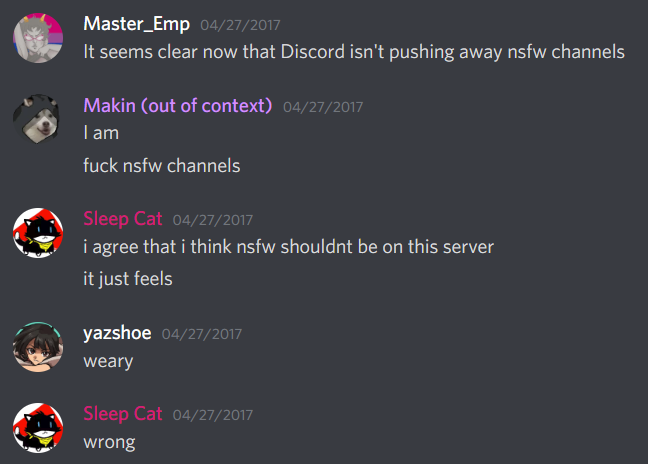 Master_Emp 04/27/2017
It seems clear now that Discord isn't pushing away nsfw channels
Makin (out of context) 04/27/2017
I am
fuck nsfw channels
Sleep Cat 04/27/2017
i agree that i think nsfw shouldnt be on this server
it just feels
yazshoe 04/27/2017
weary
Sleep Cat 04/27/2017
wrong